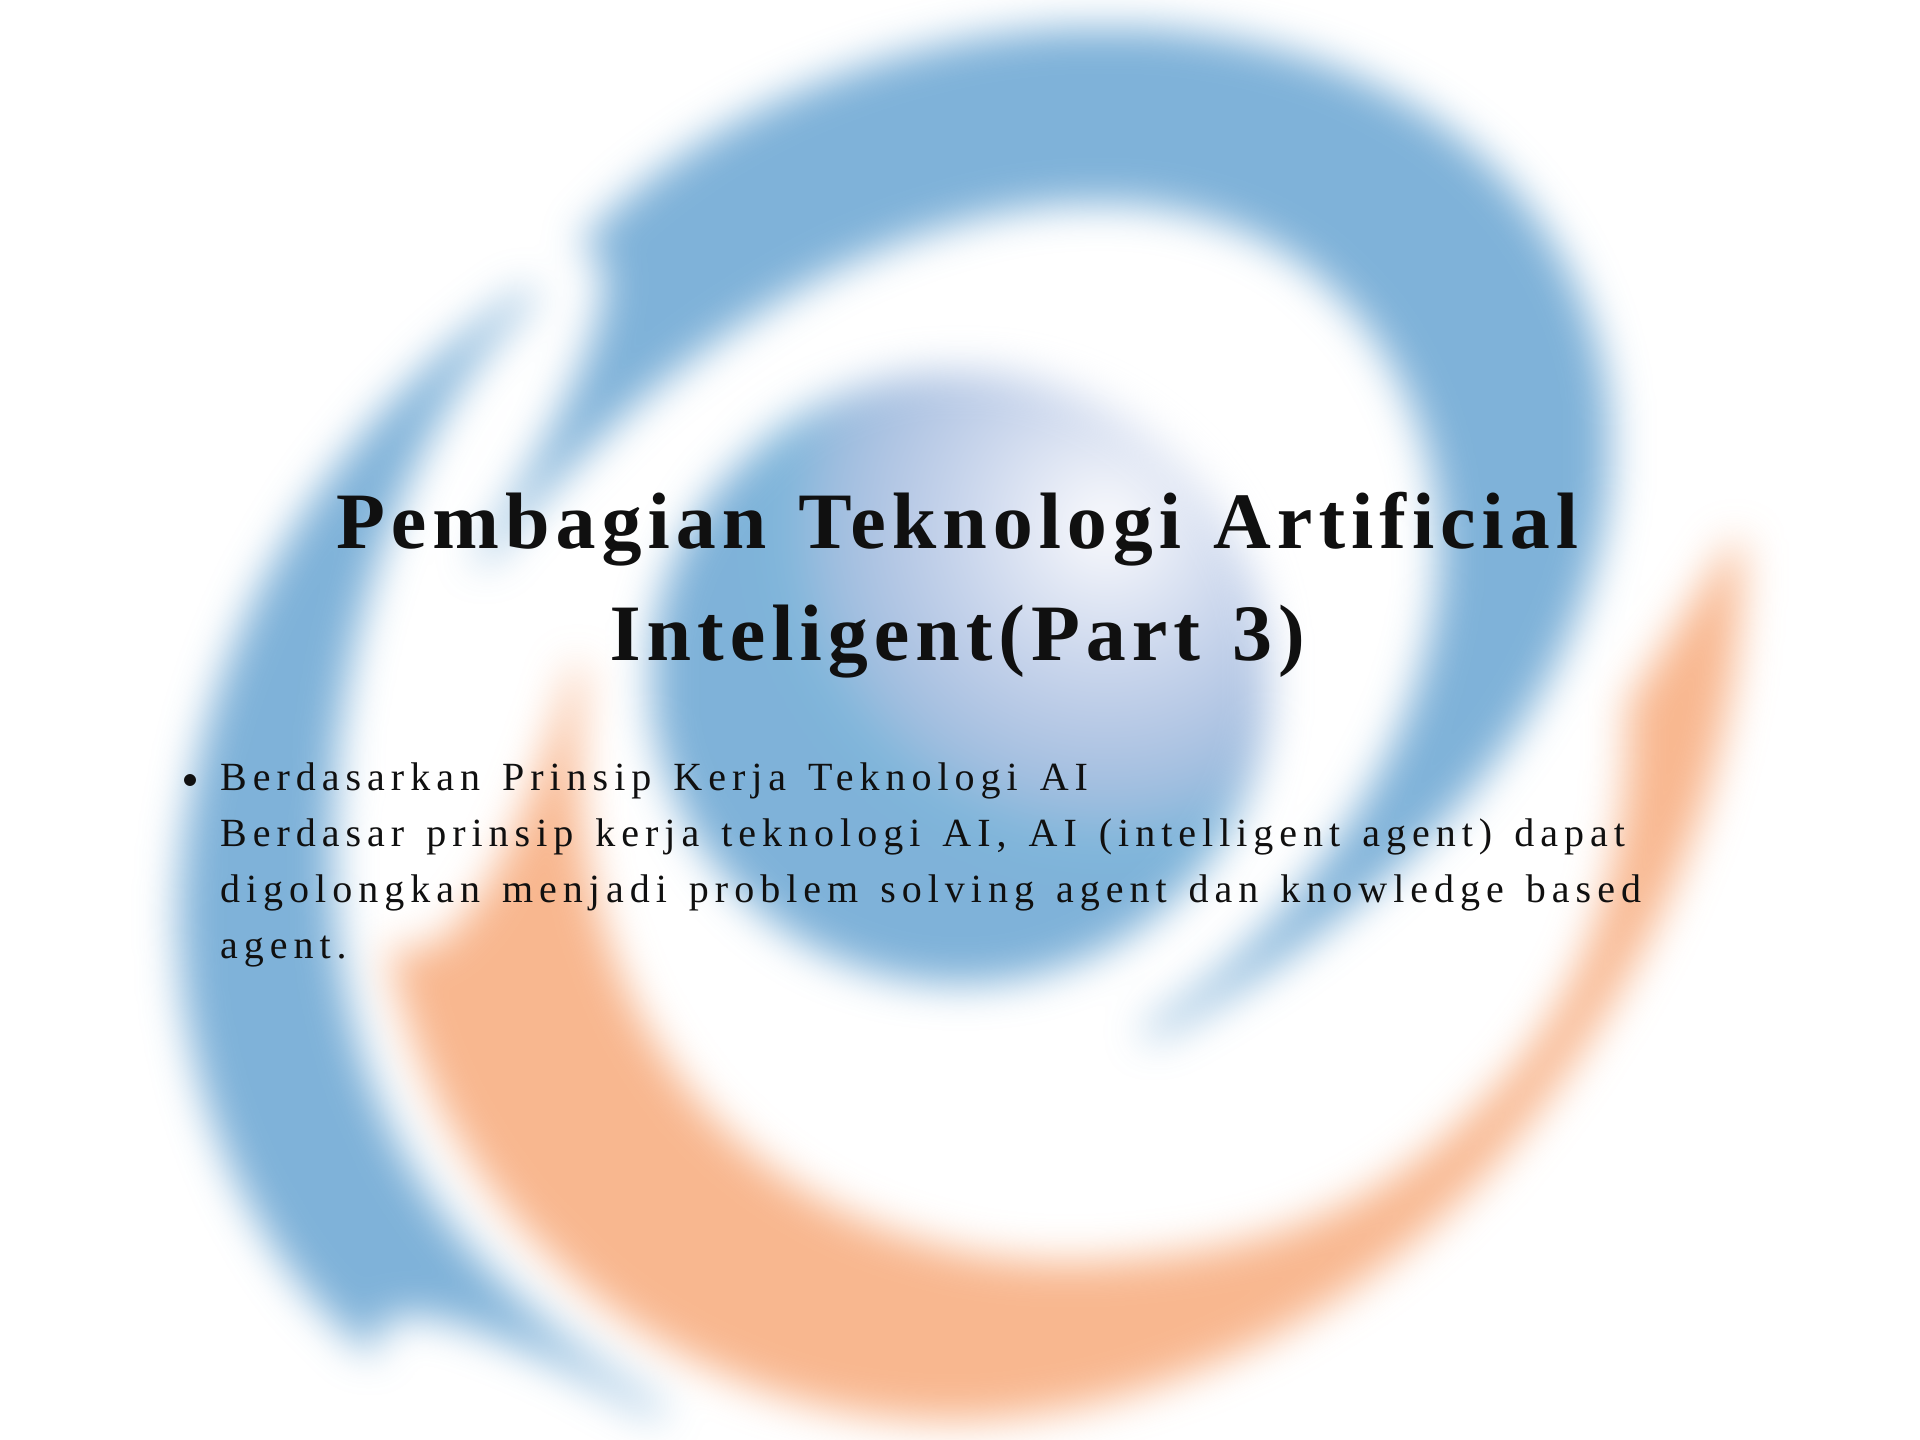 Pembagian Teknologi Artificial
Inteligent(Part 3)
• Berdasarkan Prinsip Kerja Teknologi AI
Berdasar prinsip kerja teknologi AI, AI (intelligent agent) dapat
digolongkan menjadi problem solving agent dan knowledge based
agent.